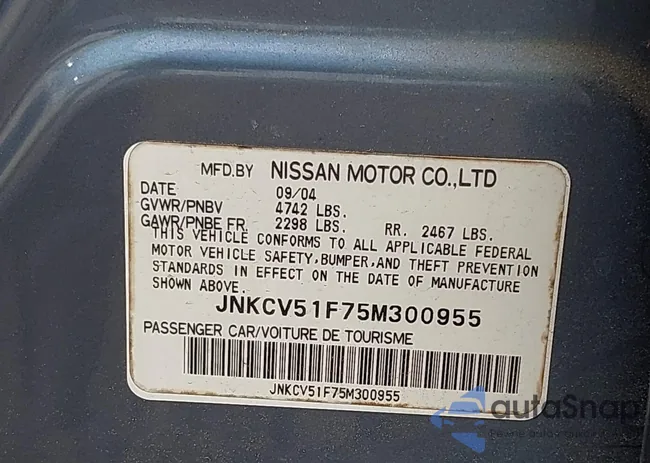 MFD.BY NISSAN MOTOR CO.,LTD
DATE 09/04
GVWR/PNBV 4742 LBS.
GAWR/PNBE FR. 2298 LBS. RR. 2467 LBS.
THIS VEHICLE CONFORMS TO ALL APPLICABLE FEDERAL
MOTOR VEHICLE SAFETY, BUMPER, AND THEFT PREVENTION
STANDARDS IN EFFECT ON THE DATE OF MANUFACTURE
SHOWN ABOVE.
JNKCV51F75M300955
PASSENGER CAR/VOITURE DE TOURISME
JNKCV51F75M300955
autoSnap